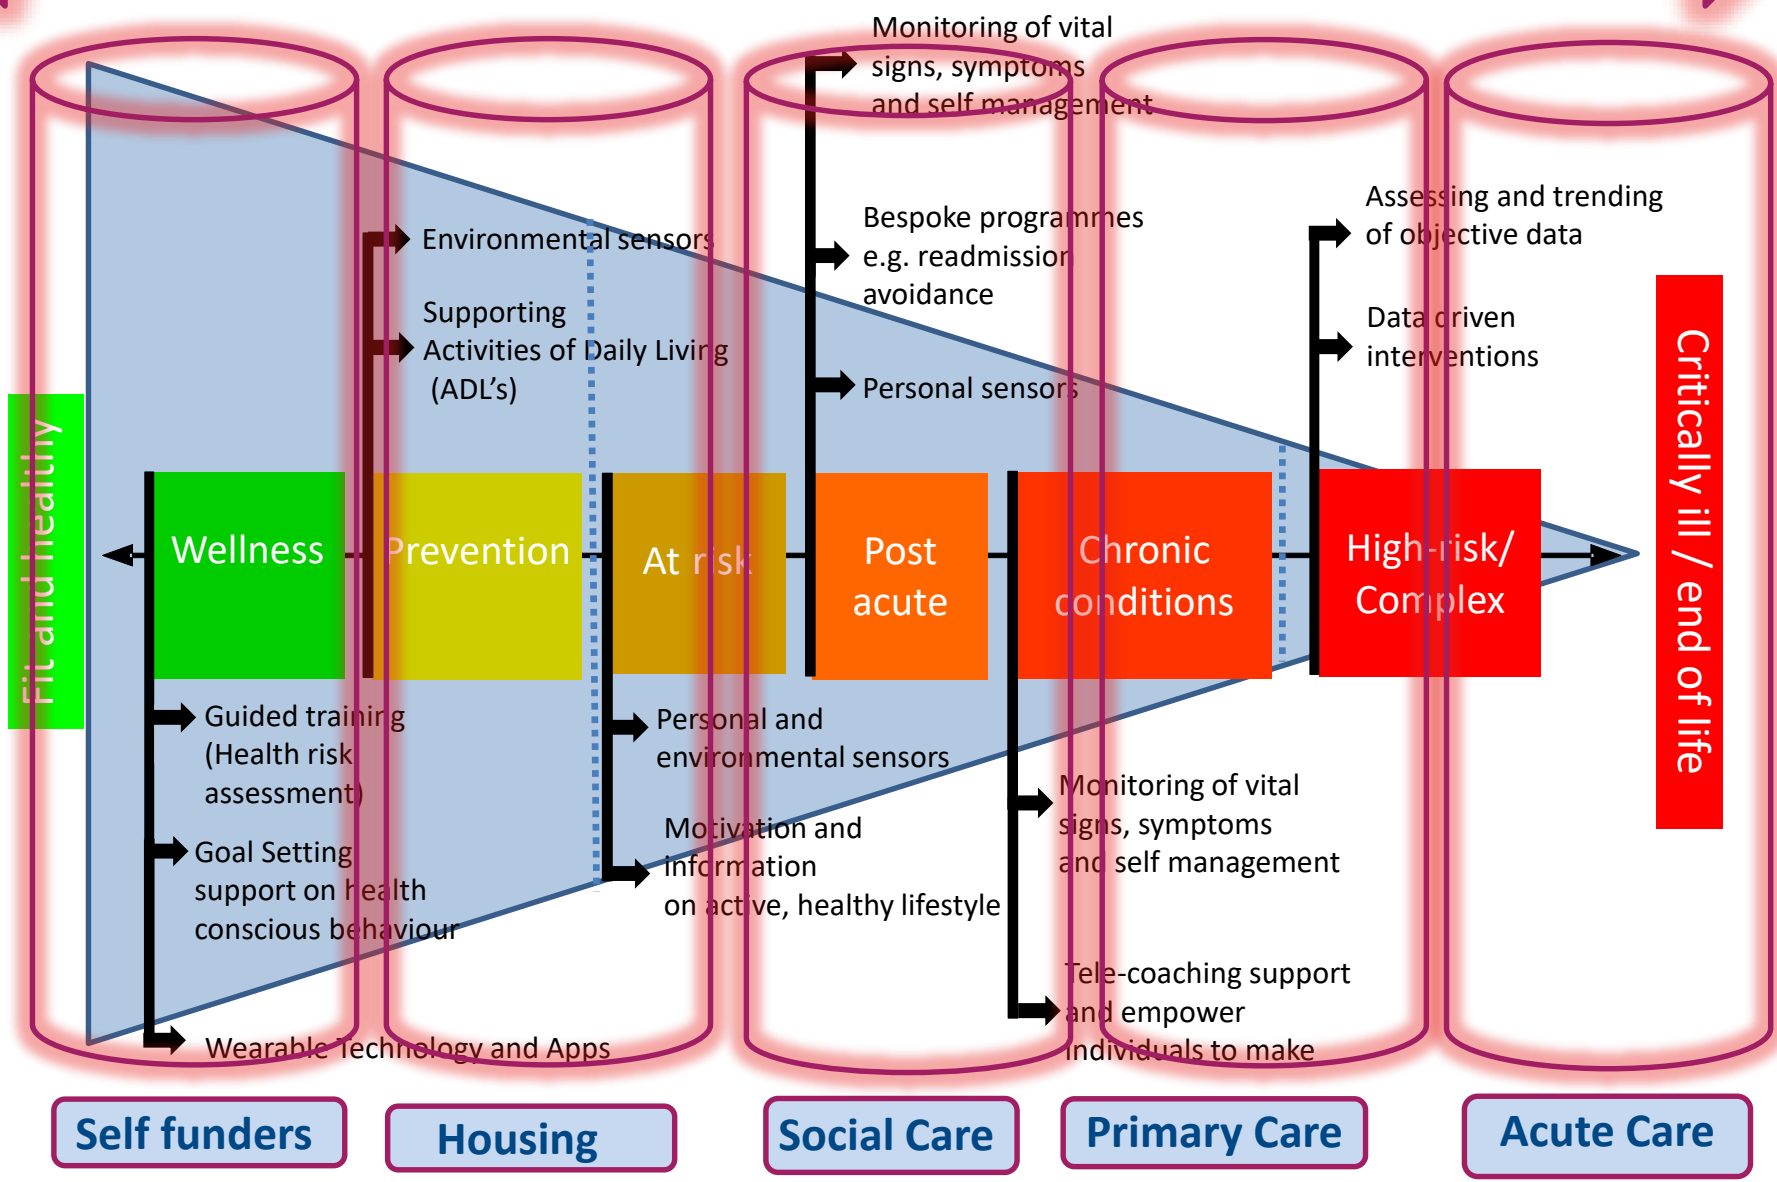 Monitoring of vital
signs, symptoms
and self management
Bespoke programmes
e.g. readmission
avoidance
Personal sensors
Environmental sensors
Supporting
Activities of Daily Living
(ADL's)
Assessing and trending
of objective data
Data driven
interventions
Fit and healthy
Wellness
Prevention
At risk
Post
acute
Chronic
conditions
High-risk/
Complex
Critically ill / end of life
Guided training
(Health risk
assessment)
Goal Setting
support on health
conscious behaviour
Wearable Technology and Apps
Personal and
environmental sensors
Motivation and
information
on active, healthy lifestyle
Monitoring of vital
signs, symptoms
and self management
Tele-coaching support
and empower
individuals to make
Self funders
Housing
Social Care
Primary Care
Acute Care